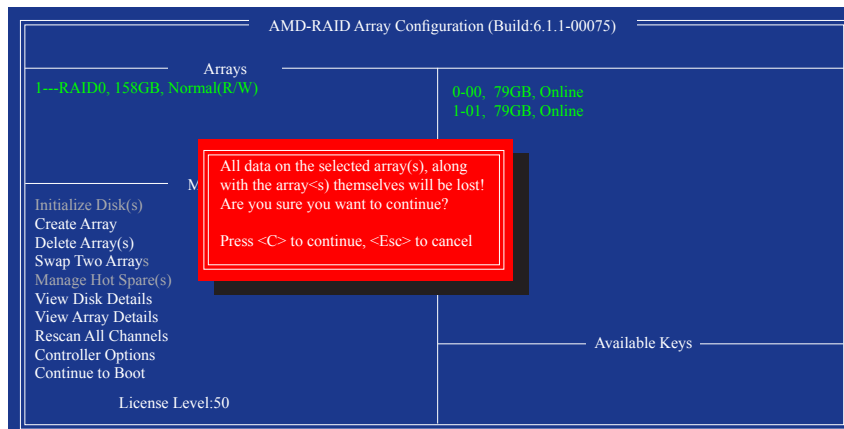 AMD-RAID Array Configuration (Build:6.1.1-00075)
Arrays
1---RAID0, 158GB, Normal(R/W)
0-00, 79GB, Online
1-01, 79GB, Online
All data on the selected array(s), along
with the array<s) themselves will be lost!
Are you sure you want to continue?
Press <C> to continue, <Esc> to cancel
M
Initialize Disk(s)
Create Array
Delete Array(s)
Swap Two Arrays
Manage Hot Spare(s)
View Disk Details
View Array Details
Rescan All Channels
Controller Options
Continue to Boot
License Level:50
Available Keys